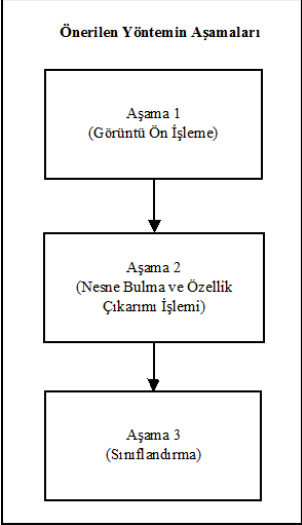 Önerilen Yöntemin Aşamaları
Aşama 1
(Görüntü Ön İşleme)
Aşama 2
(Nesne Bulma ve Özellik
Çıkarımı İşlemi)
Aşama 3
(Sınıflandırma)